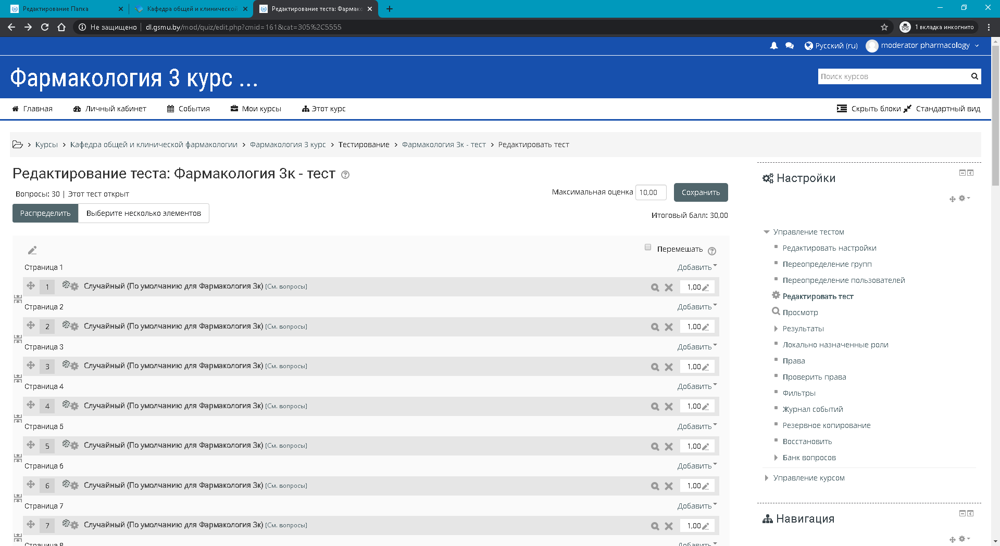 Редактирование Папка
Кафедра общей и клинической
Редактирование теста: Фармако
Не защищено
dl.gsmu.by/mod/quiz/edit.php?cmid=161&cat=305%2C5555
1 вкладка инкогнито
Русский (ru)
moderator pharmacology
Фармакология 3 курс ...
Поиск курсов
Главная
Личный кабинет
События
Мои курсы
Этот курс
Скрыть блоки
Стандартный вид
Курсы > Кафедра общей и клинической фармакологии > Фармакология 3 курс > Тестирование > Фармакология 3к - тест > Редактировать тест
Редактирование теста: Фармакология 3к - тест
Вопросы: 30 | Этот тест открыт
Максимальная оценка 10,00 Сохранить
Распределить Выберите несколько элементов
Итоговый балл: 30,00
Перемешать
Страница 1 Добавить
1 Случайный (По умолчанию для Фармакология 3к) (См. вопросы) 1,00
Страница 2 Добавить
2 Случайный (По умолчанию для Фармакология 3к) (См. вопросы) 1,00
Страница 3 Добавить
3 Случайный (По умолчанию для Фармакология 3к) (См. вопросы) 1,00
Страница 4 Добавить
4 Случайный (По умолчанию для Фармакология 3к) (См. вопросы) 1,00
Страница 5 Добавить
5 Случайный (По умолчанию для Фармакология 3к) (См. вопросы) 1,00
Страница 6 Добавить
6 Случайный (По умолчанию для Фармакология 3к) (См. вопросы) 1,00
Страница 7 Добавить
7 Случайный (По умолчанию для Фармакология 3к) (См. вопросы) 1,00
Страница 8 Добавить
Настройки
Управление тестом
Редактировать настройки
Переопределение групп
Переопределение пользователей
Редактировать тест
Просмотр
Результаты
Локально назначенные роли
Права
Проверить права
Фильтры
Журнал событий
Резервное копирование
Восстановить
Банк вопросов
Управление курсом
Навигация